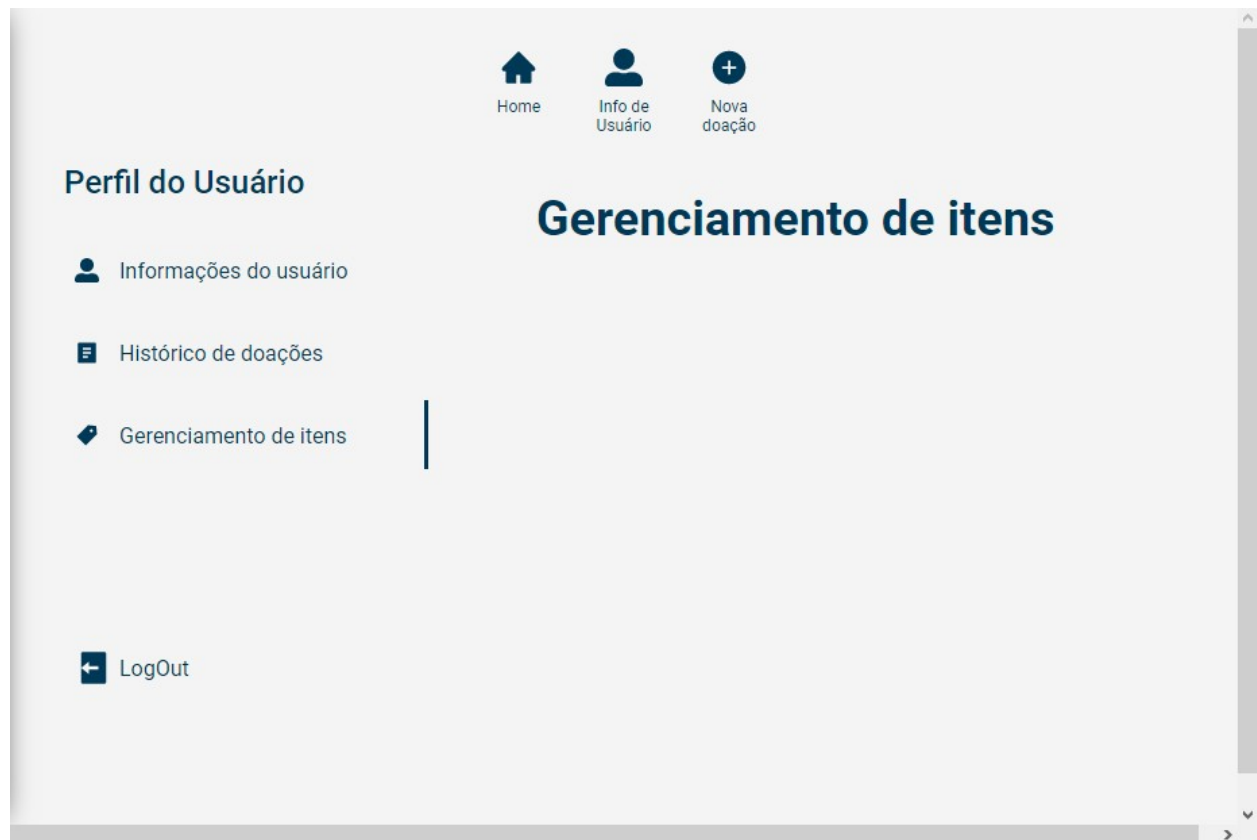 Home
Info de
Usuário
Nova
doação
Perfil do Usuário
Gerenciamento de itens
Informações do usuário
Histórico de doações
Gerenciamento de itens
LogOut